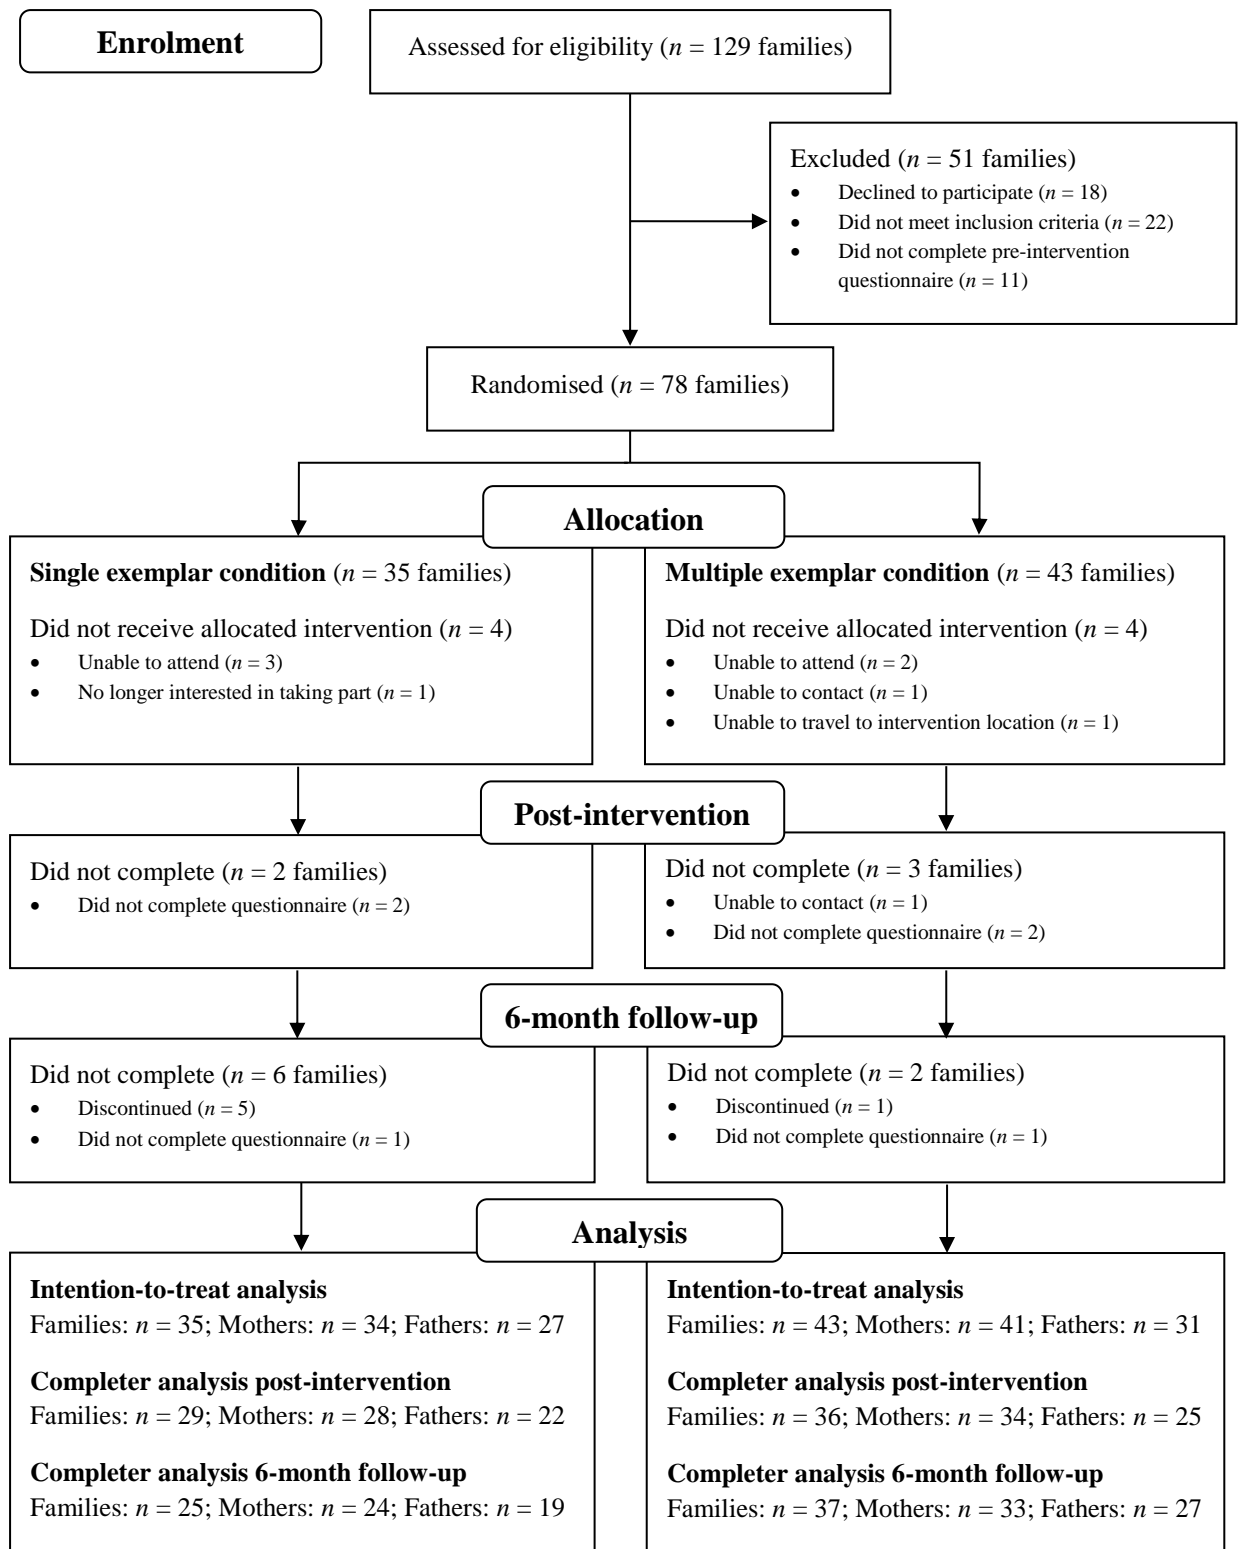 Enrolment
Assessed for eligibility (n = 129 families)
Excluded (n = 51 families)
• Declined to participate (n = 18)
• Did not meet inclusion criteria (n = 22)
• Did not complete pre-intervention
questionnaire (n = 11)
Randomised (n = 78 families)
Allocation
Single exemplar condition (n = 35 families)
Did not receive allocated intervention (n = 4)
• Unable to attend (n = 3)
• No longer interested in taking part (n = 1)
Multiple exemplar condition (n = 43 families)
Did not receive allocated intervention (n = 4)
• Unable to attend (n = 2)
• Unable to contact (n = 1)
• Unable to travel to intervention location (n = 1)
Post-intervention
Did not complete (n = 2 families)
• Did not complete questionnaire (n = 2)
Did not complete (n = 3 families)
• Unable to contact (n = 1)
• Did not complete questionnaire (n = 2)
6-month follow-up
Did not complete (n = 6 families)
• Discontinued (n = 5)
• Did not complete questionnaire (n = 1)
Did not complete (n = 2 families)
• Discontinued (n = 1)
• Did not complete questionnaire (n = 1)
Analysis
Intention-to-treat analysis
Families: n = 35; Mothers: n = 34; Fathers: n = 27
Completer analysis post-intervention
Families: n = 29; Mothers: n = 28; Fathers: n = 22
Completer analysis 6-month follow-up
Families: n = 25; Mothers: n = 24; Fathers: n = 19
Intention-to-treat analysis
Families: n = 43; Mothers: n = 41; Fathers: n = 31
Completer analysis post-intervention
Families: n = 36; Mothers: n = 34; Fathers: n = 25
Completer analysis 6-month follow-up
Families: n = 37; Mothers: n = 33; Fathers: n = 27